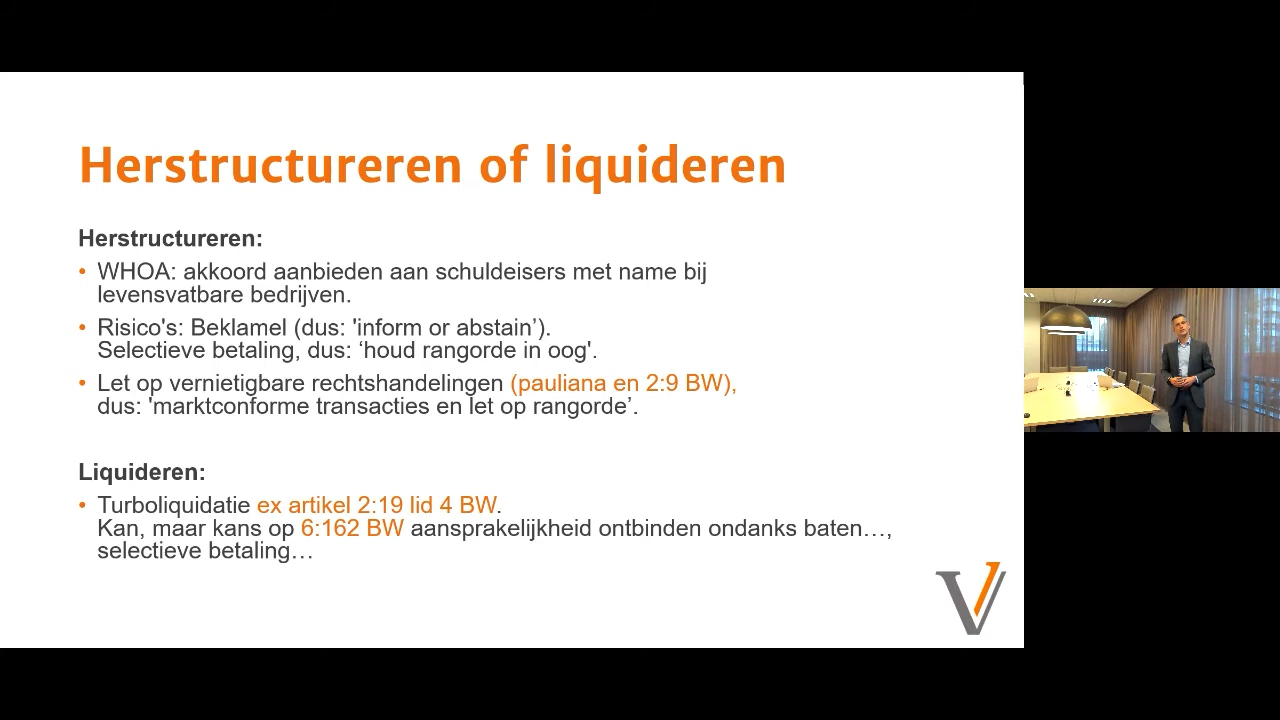 Herstructureren of liquideren
Herstructureren:
• WHOA: akkoord aanbieden aan schuldeisers met name bij
levensvatbare bedrijven.
• Risico's: Beklamel (dus: 'inform or abstain’).
Selectieve betaling, dus: ‘houd rangorde in oog'.
• Let op vernietigbare rechtshandelingen (pauliana en 2:9 BW),
dus: 'marktconforme transacties en let op rangorde’.
Liquideren:
• Turboliquidatie ex artikel 2:19 lid 4 BW.
Kan, maar kans op 6:162 BW aansprakelijkheid ontbinden ondanks baten…,
selectieve betaling…